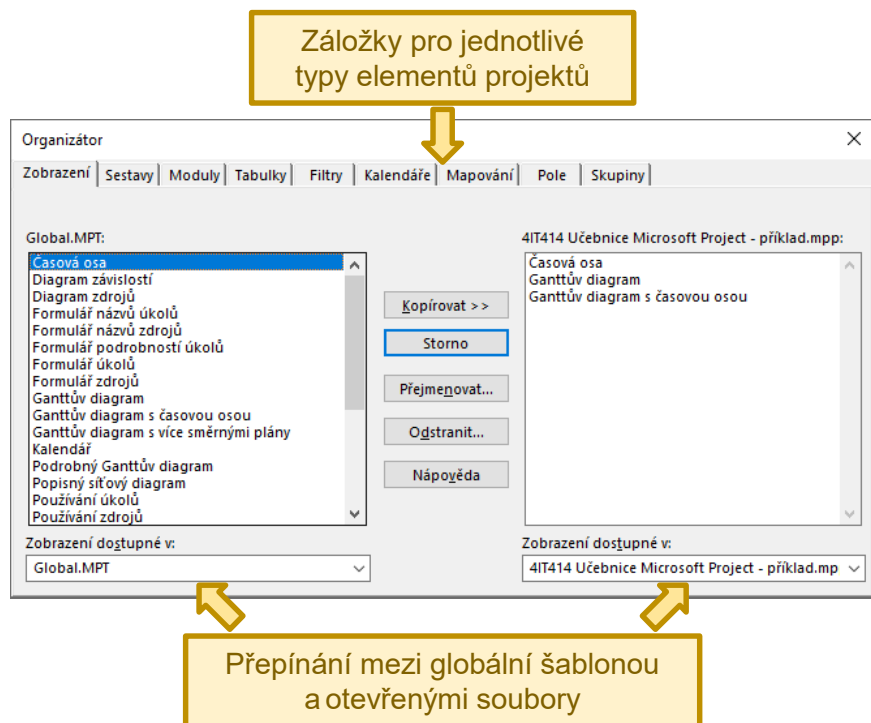 Záložky pro jednotlivé
typy elementů projektů
Organizátor
Zobrazení Sestavy Moduly Tabulky Filtry Kalendáře Mapování Pole Skupiny
Global.MPT:
Časová osa
Diagram závislostí
Diagram zdrojů
Formulář názvů úkolů
Formulář názvů zdrojů
Formulář podrobností úkolů
Formulář úkolů
Formulář zdrojů
Ganttův diagram
Ganttův diagram s časovou osou
Ganttův diagram s více směrnými plány
Kalendář
Podrobný Ganttův diagram
Popisný síťový diagram
Používání úkolů
Používání zdrojů
Zobrazení dostupné v:
Global.MPT
Kopírovat >>
Storno
Přejmenovat...
Odstranit...
Nápověda
4IT414 Učebnice Microsoft Project - příklad.mpp:
Časová osa
Ganttův diagram
Ganttův diagram s časovou osou
Zobrazení dostupné v:
4IT414 Učebnice Microsoft Project - příklad.mp
Přepínání mezi globální šablonou
a otevřenými soubory